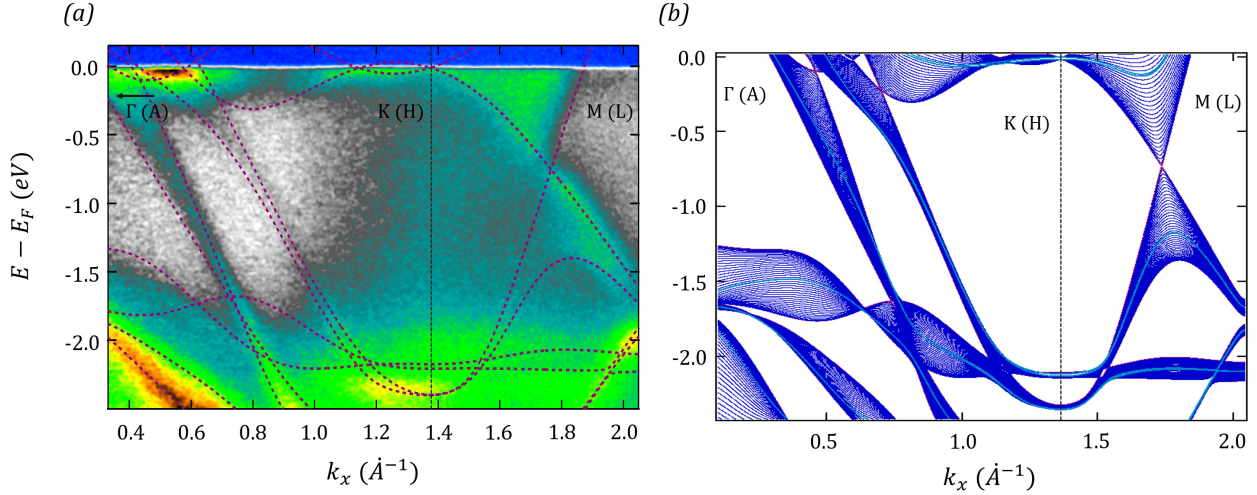 (a)
(b)
0.0
-0.5
-1.0
-1.5
-2.0
E − E_F (eV)
Γ (A)
K (H)
M (L)
0.4 0.6 0.8 1.0 1.2 1.4 1.6 1.8 2.0
k_x (Å⁻¹)
0.0
-0.5
-1.0
-1.5
-2.0
Γ (A)
K (H)
M (L)
0.5 1.0 1.5 2.0
k_x (Å⁻¹)